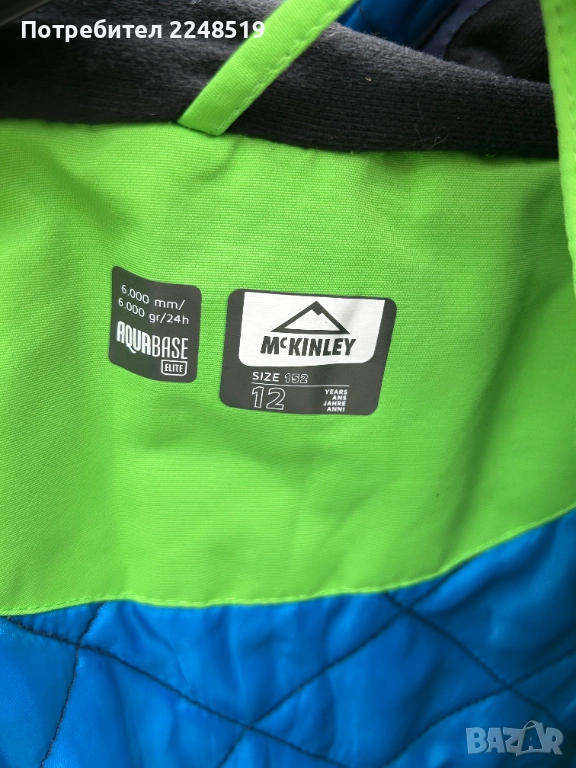 Потребител 2248519
6.000 mm/
6.000 gr/24h
AQUABASE
ELITE
McKINLEY
SIZE 152
12
YEARS
ANS
JAHRE
ANNI
BAZAR